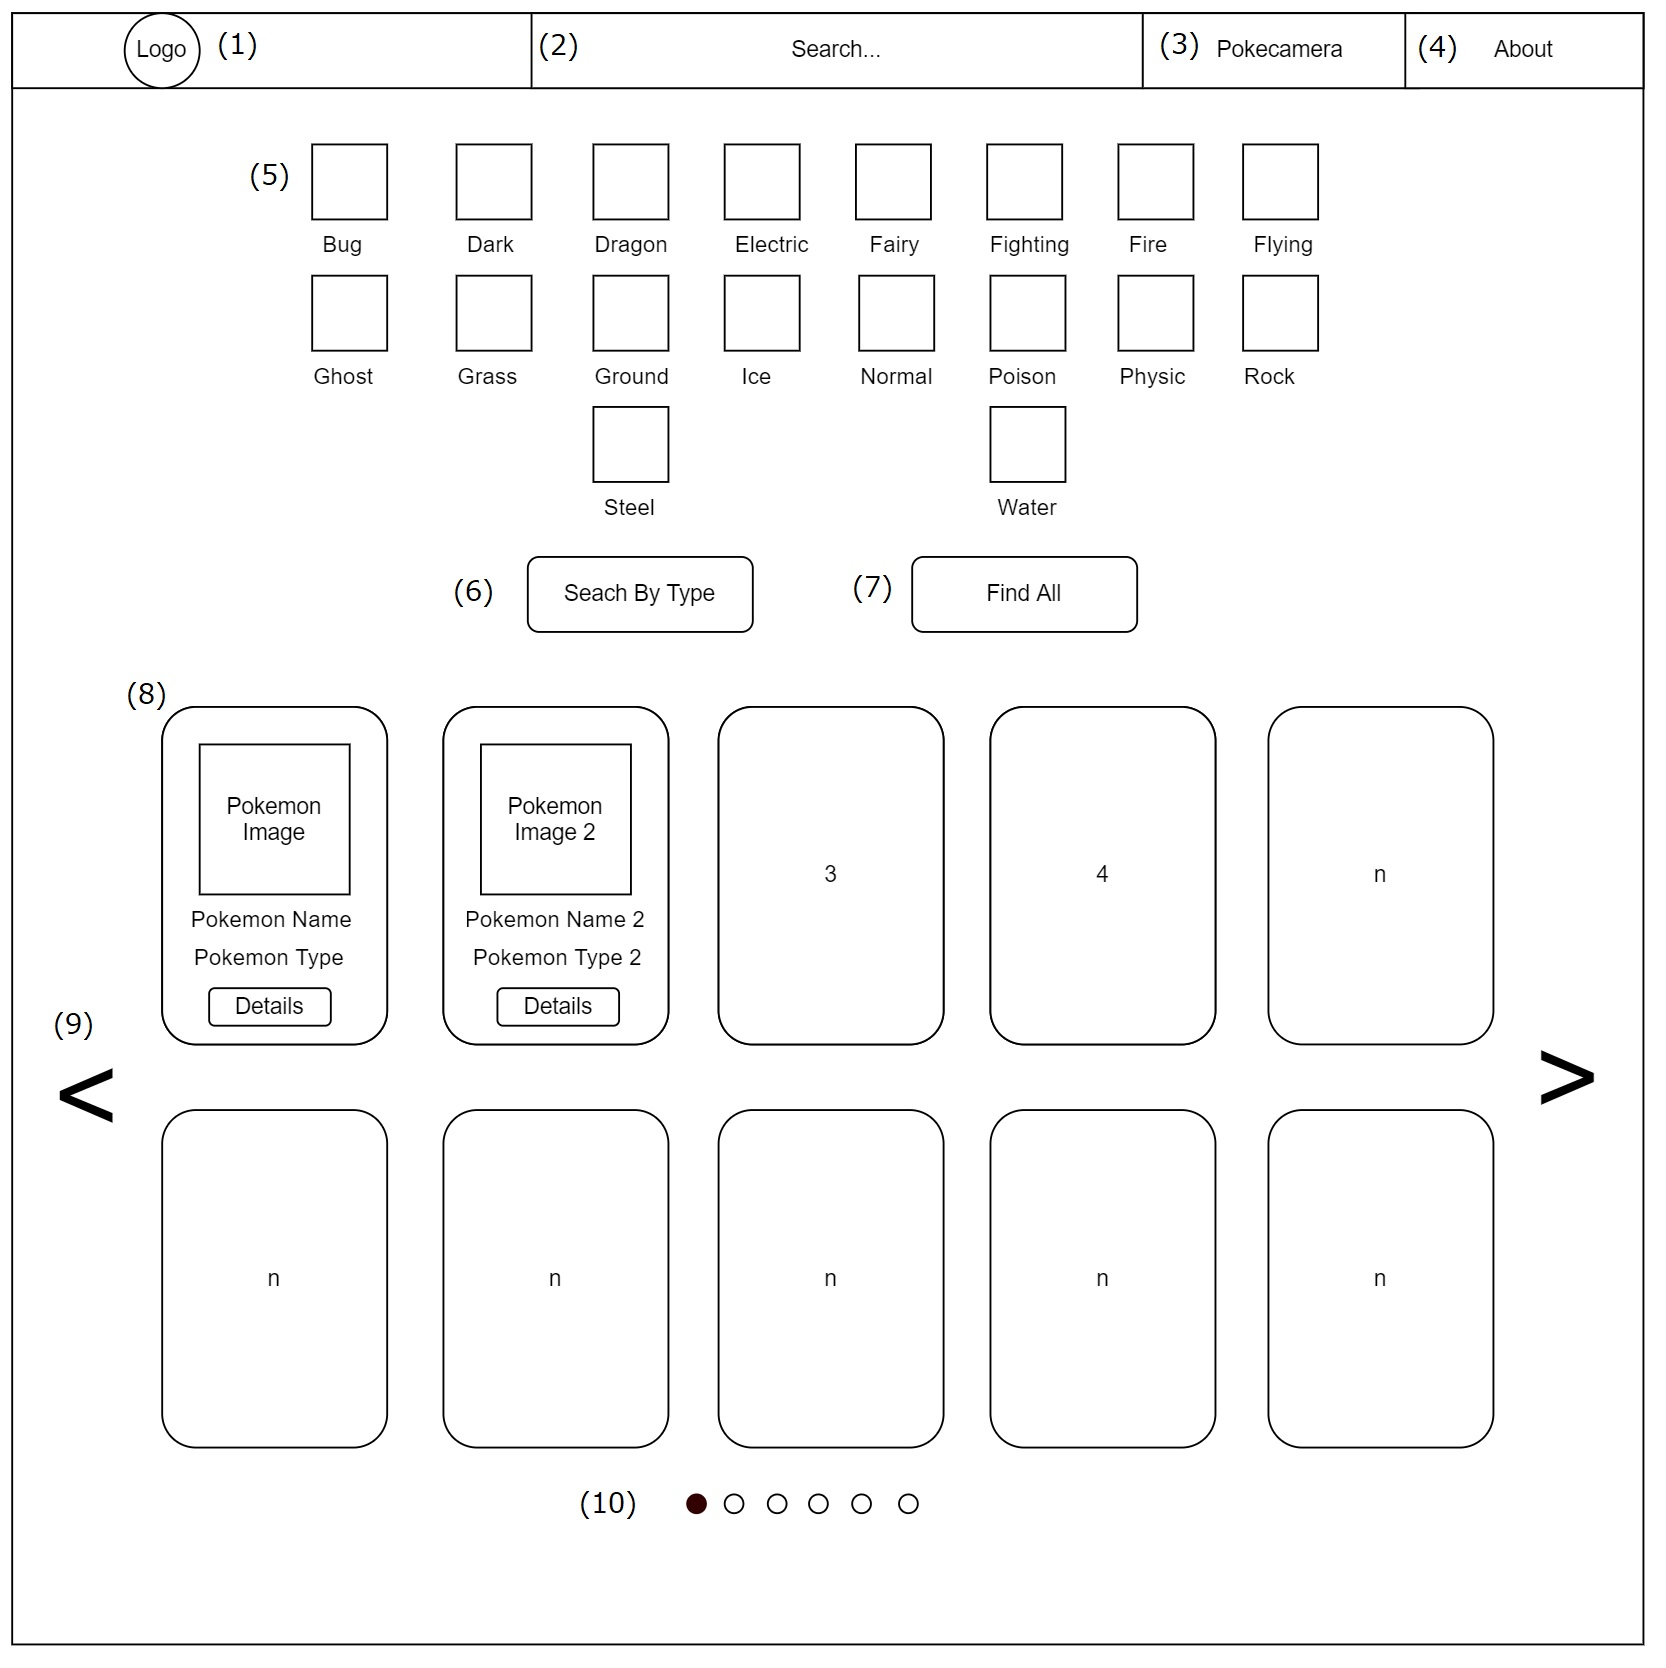 Logo (1) (2) Search... (3) Pokecamera (4) About
(5)
Bug Dark Dragon Electric Fairy Fighting Fire Flying
Ghost Grass Ground Ice Normal Poison Physic Rock
Steel Water
(6) Seach By Type (7) Find All
(8)
Pokemon
Image
Pokemon Name
Pokemon Type
Details
Pokemon
Image 2
Pokemon Name 2
Pokemon Type 2
Details
3 4 n
(9)
< >
n n n n n
(10)